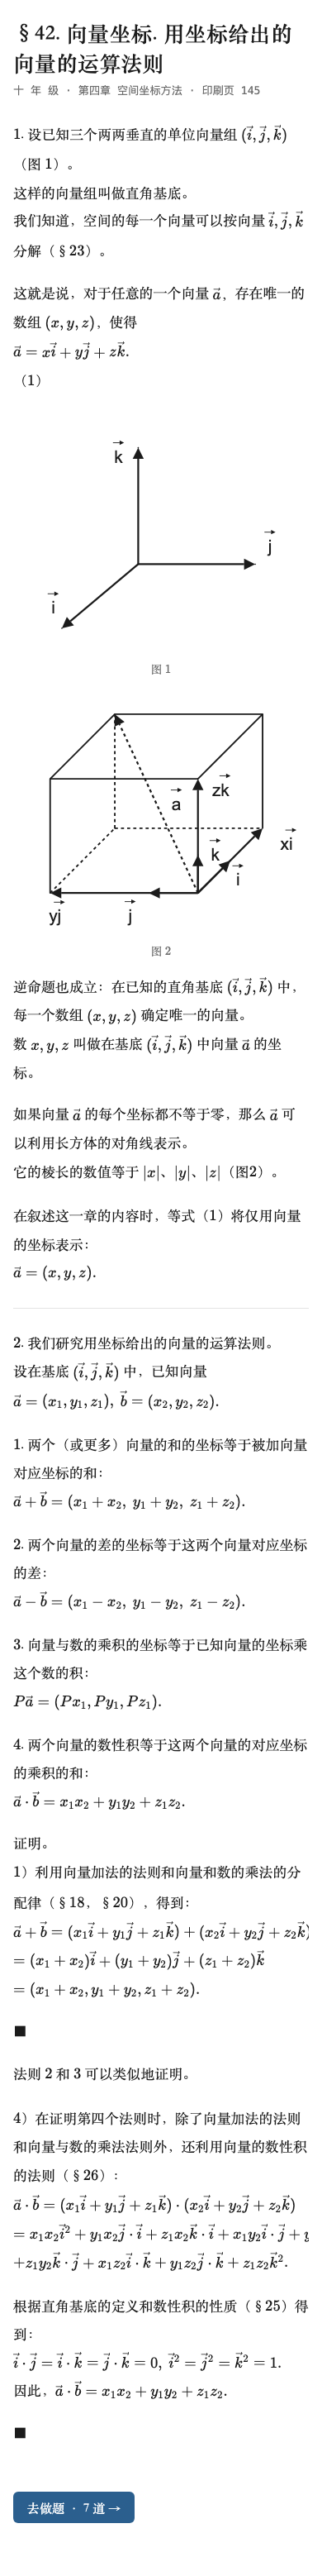 §42. 向量坐标. 用坐标给出的
向量的运算法则
十 年 级 · 第四章 空间坐标方法 · 印刷页 145
1. 设已知三个两两垂直的单位向量组 (i⃗, j⃗, k⃗)
（图 1）。
这样的向量组叫做直角基底。
我们知道，空间的每一个向量可以按向量 i⃗, j⃗, k⃗
分解（§23）。
这就是说，对于任意的一个向量 a⃗，存在唯一的
数组 (x, y, z)，使得
a⃗ = xi⃗ + yj⃗ + zk⃗.
（1）
k⃗
j⃗
i⃗
图 1
a⃗
zk⃗
xi⃗
k⃗
i⃗
yj⃗
j⃗
图 2
逆命题也成立：在已知的直角基底 (i⃗, j⃗, k⃗) 中，
每一个数组 (x, y, z) 确定唯一的向量。
数 x, y, z 叫做在基底 (i⃗, j⃗, k⃗) 中向量 a⃗ 的坐
标。
如果向量 a⃗ 的每个坐标都不等于零，那么 a⃗ 可
以利用长方体的对角线表示。
它的棱长的数值等于 |x|、|y|、|z|（图2）。
在叙述这一章的内容时，等式（1）将仅用向量
的坐标表示：
a⃗ = (x, y, z).
2. 我们研究用坐标给出的向量的运算法则。
设在基底 (i⃗, j⃗, k⃗) 中，已知向量
a⃗ = (x₁, y₁, z₁), b⃗ = (x₂, y₂, z₂).
1. 两个（或更多）向量的和的坐标等于被加向量
对应坐标的和：
a⃗ + b⃗ = (x₁ + x₂, y₁ + y₂, z₁ + z₂).
2. 两个向量的差的坐标等于这两个向量对应坐标
的差：
a⃗ − b⃗ = (x₁ − x₂, y₁ − y₂, z₁ − z₂).
3. 向量与数的乘积的坐标等于已知向量的坐标乘
这个数的积：
Pa⃗ = (Px₁, Py₁, Pz₁).
4. 两个向量的数性积等于这两个向量的对应坐标
的乘积的和：
a⃗ · b⃗ = x₁x₂ + y₁y₂ + z₁z₂.
证明。
1）利用向量加法的法则和向量和数的乘法的分
配律（§18，§20），得到：
a⃗ + b⃗ = (x₁i⃗ + y₁j⃗ + z₁k⃗) + (x₂i⃗ + y₂j⃗ + z₂k⃗)
= (x₁ + x₂)i⃗ + (y₁ + y₂)j⃗ + (z₁ + z₂)k⃗
= (x₁ + x₂, y₁ + y₂, z₁ + z₂).
■
法则 2 和 3 可以类似地证明。
4）在证明第四个法则时，除了向量加法的法则
和向量与数的乘法法则外，还利用向量的数性积
的法则（§26）：
a⃗ · b⃗ = (x₁i⃗ + y₁j⃗ + z₁k⃗) · (x₂i⃗ + y₂j⃗ + z₂k⃗)
= x₁x₂i⃗² + y₁x₂j⃗ · i⃗ + z₁x₂k⃗ · i⃗ + x₁y₂i⃗ · j⃗ + y
+z₁y₂k⃗ · j⃗ + x₁z₂i⃗ · k⃗ + y₁z₂j⃗ · k⃗ + z₁z₂k⃗².
根据直角基底的定义和数性积的性质（§25）得
到：
i⃗ · j⃗ = i⃗ · k⃗ = j⃗ · k⃗ = 0, i⃗² = j⃗² = k⃗² = 1.
因此，a⃗ · b⃗ = x₁x₂ + y₁y₂ + z₁z₂.
■
去做题 · 7 道 →